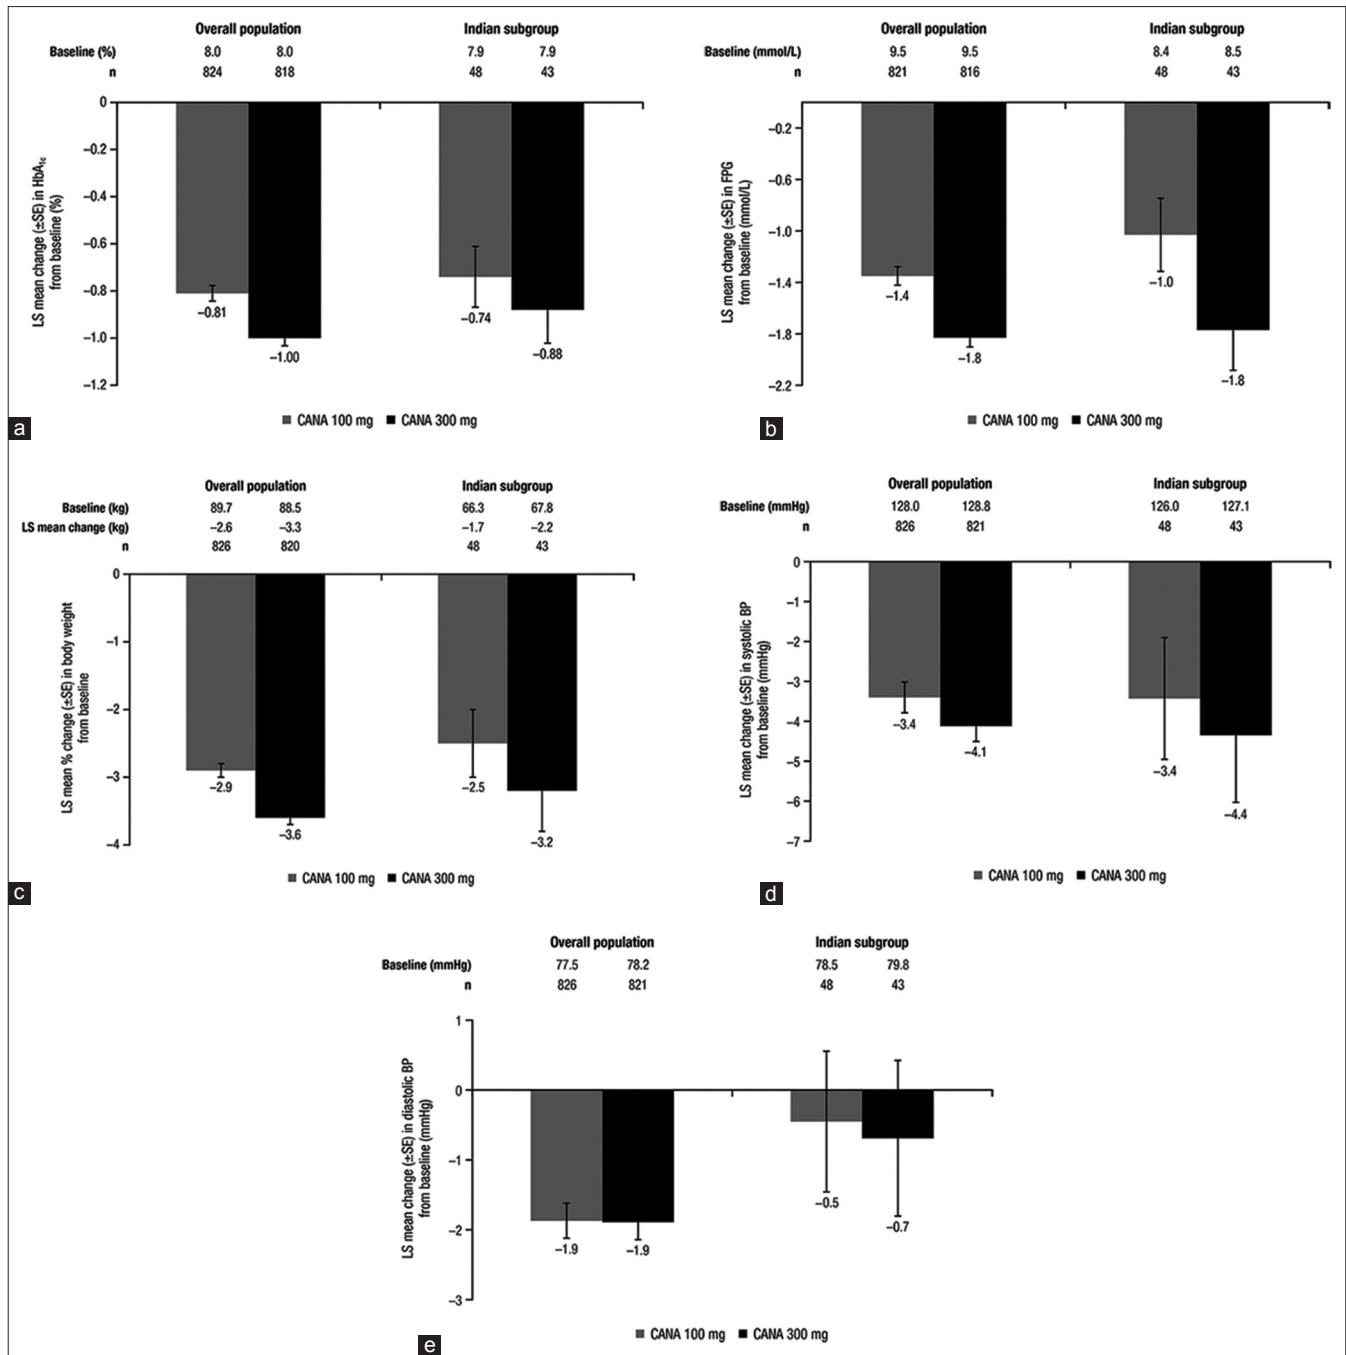 Overall population Indian subgroup
Baseline (%) 8.0 8.0 7.9 7.9
n 824 818 48 43
0
−0.2
−0.4
−0.6
−0.8
−1.0
−1.2
LS mean change (±SE) in HbA1c
from baseline (%)
−0.81
−1.00
−0.74
−0.88
CANA 100 mg CANA 300 mg
a
Overall population Indian subgroup
Baseline (mmol/L) 9.5 9.5 8.4 8.5
n 821 816 48 43
−0.2
−0.6
−1.0
−1.4
−1.8
−2.2
LS mean change (±SE) in FPG
from baseline (mmol/L)
−1.4
−1.8
−1.0
−1.8
CANA 100 mg CANA 300 mg
b
Overall population Indian subgroup
Baseline (kg) 89.7 88.5 66.3 67.8
LS mean change (kg) −2.6 −3.3 −1.7 −2.2
n 826 820 48 43
0
−1
−2
−3
−4
LS mean % change (±SE) in body weight
from baseline
−2.9
−3.6
−2.5
−3.2
CANA 100 mg CANA 300 mg
c
Overall population Indian subgroup
Baseline (mmHg) 128.0 128.8 126.0 127.1
n 826 821 48 43
0
−1
−2
−3
−4
−5
−6
−7
LS mean change (±SE) in systolic BP
from baseline (mmHg)
−3.4
−4.1
−3.4
−4.4
CANA 100 mg CANA 300 mg
d
Overall population Indian subgroup
Baseline (mmHg) 77.5 78.2 78.5 79.8
n 826 821 48 43
1
0
−1
−2
−3
LS mean change (±SE) in diastolic BP
from baseline (mmHg)
−1.9
−1.9
−0.5
−0.7
CANA 100 mg CANA 300 mg
e